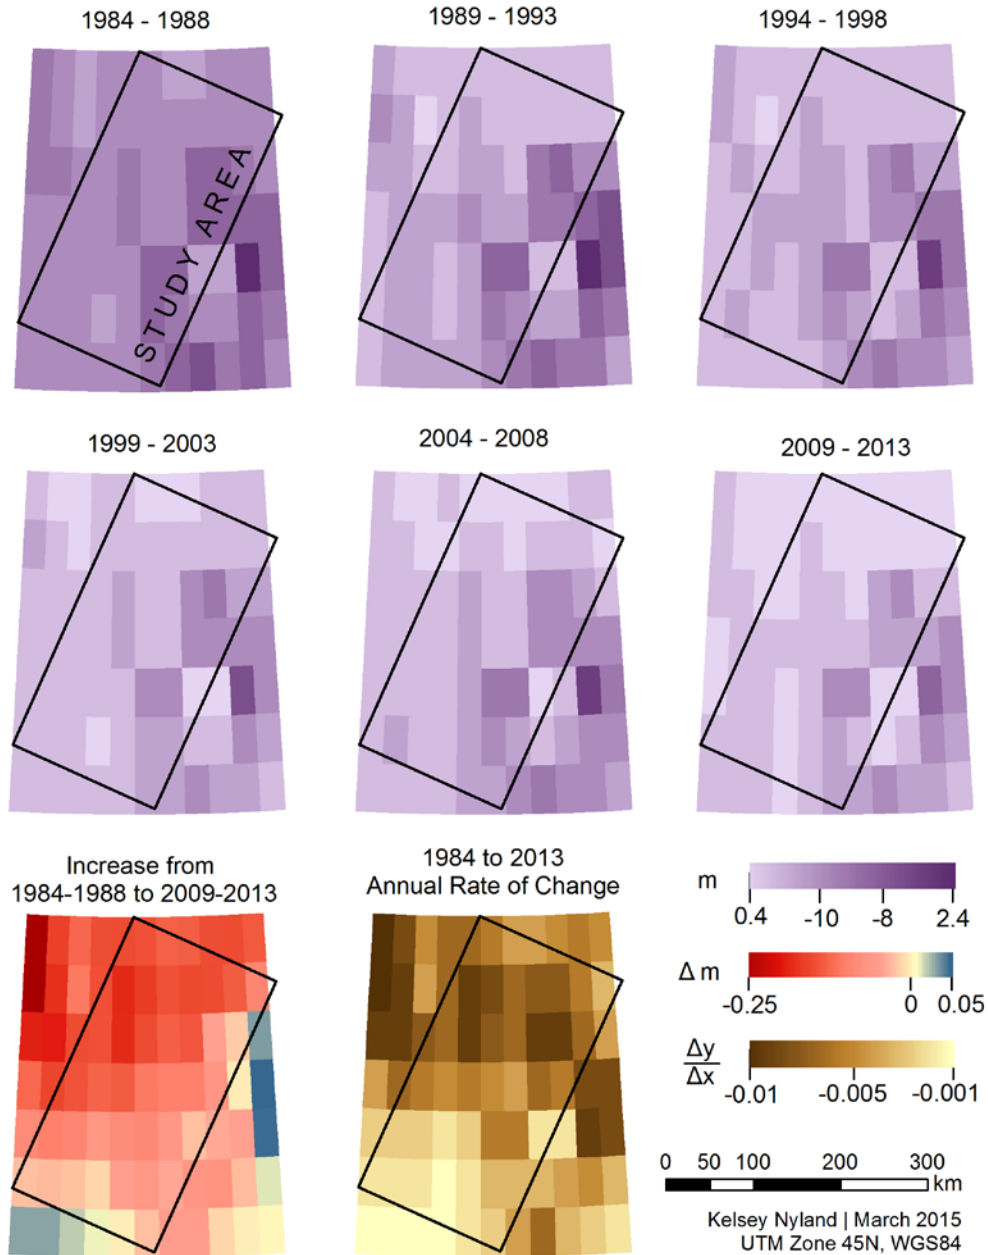 1984 - 1988
1989 - 1993
1994 - 1998
STUDY AREA
1999 - 2003
2004 - 2008
2009 - 2013
Increase from
1984-1988 to 2009-2013
1984 to 2013
Annual Rate of Change
m
0.4 -10 -8 2.4
Δ m
-0.25 0 0.05
Δy
Δx
-0.01 -0.005 -0.001
0 50 100 200 300
km
Kelsey Nyland | March 2015
UTM Zone 45N, WGS84